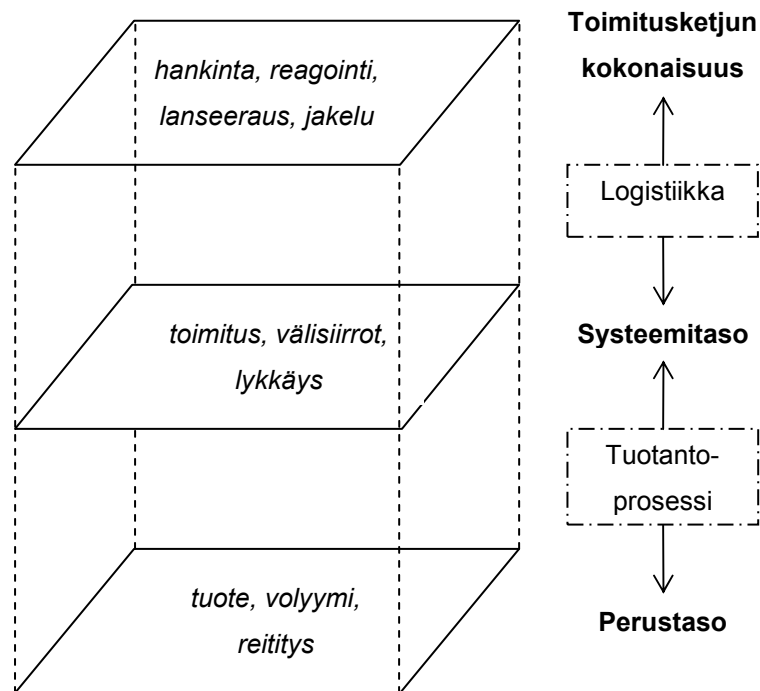 Toimitusketjun
kokonaisuus
hankinta, reagointi,
lanseeraus, jakelu
Logistiikka
toimitus, välisiirrot,
lykkäys
Systeemitaso
Tuotanto-
prosessi
tuote, volyymi,
reititys
Perustaso